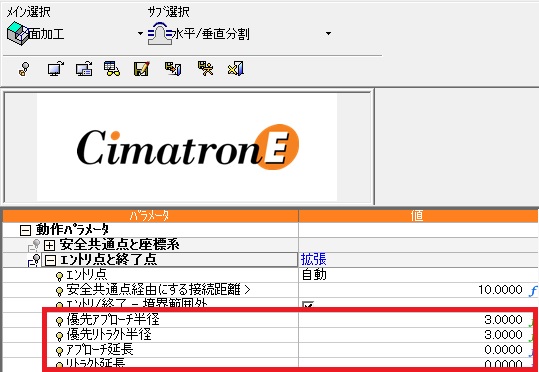 メイン選択 サブ選択
面加工 水平/垂直分割
Cimatron E
パラメータ 値
動作パラメータ
安全共通点と座標系
エントリ点と終了点 拡張
エントリ点 自動
安全共通点経由にする接続距離 > 10.0000 f
エントリ/終了 - 境界範囲外
優先アプローチ半径 3.0000
優先リトラクト半径 3.0000
アプローチ延長 0.0000
リトラクト延長 0.0000